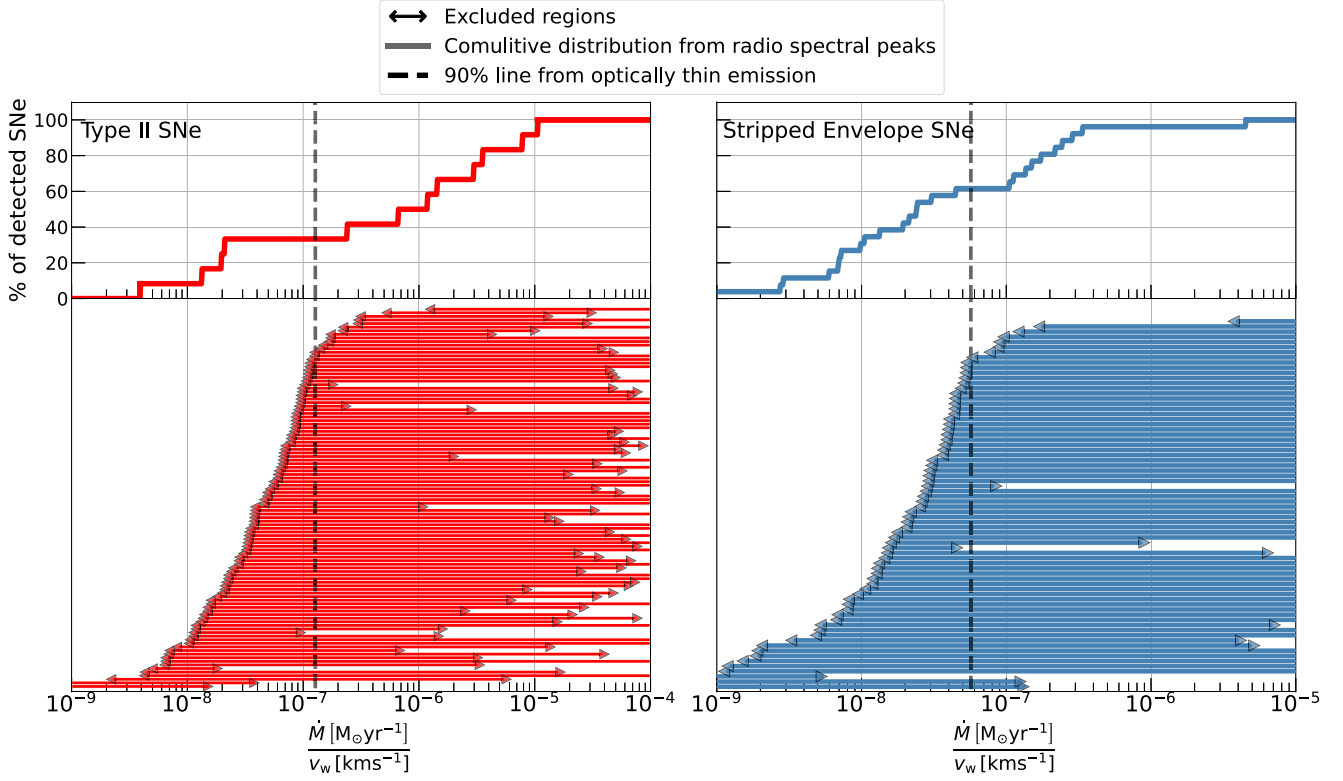 Excluded regions
Comulitive distribution from radio spectral peaks
90% line from optically thin emission
% of detected SNe
100
80
60
40
20
0
Type II SNe
Stripped Envelope SNe
10⁻⁹ 10⁻⁸ 10⁻⁷ 10⁻⁶ 10⁻⁵ 10⁻⁴
10⁻⁹ 10⁻⁸ 10⁻⁷ 10⁻⁶ 10⁻⁵
Ṁ [M⊙yr⁻¹]
v_w [kms⁻¹]
Ṁ [M⊙yr⁻¹]
v_w [kms⁻¹]